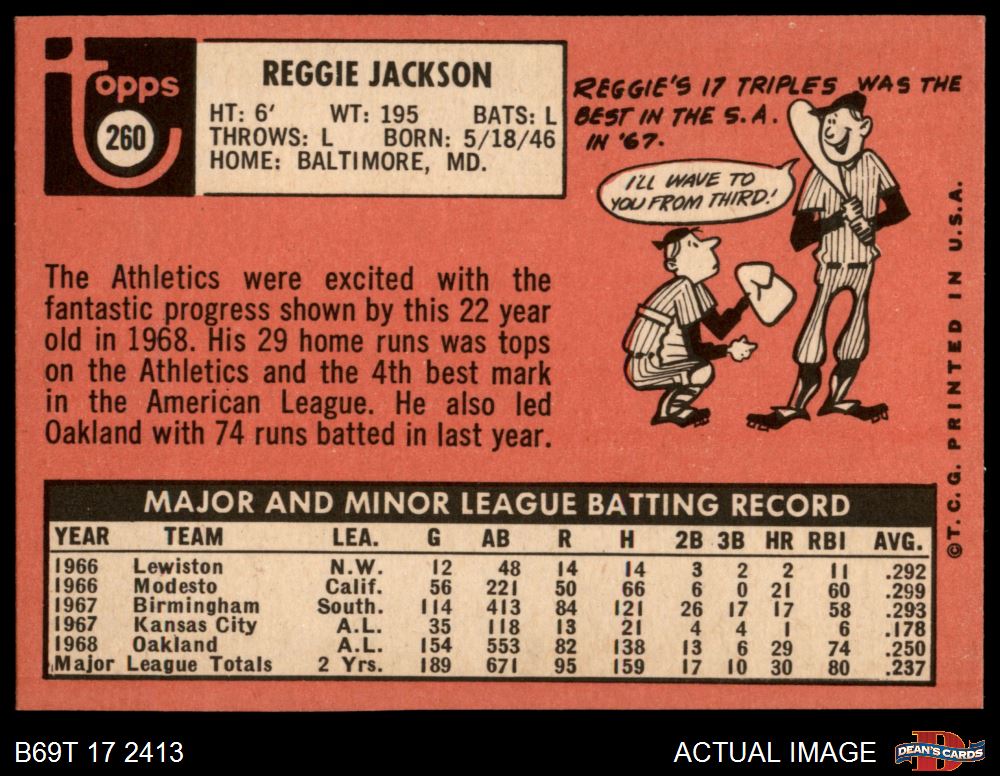 topps
260
REGGIE JACKSON
HT: 6' WT: 195 BATS: L
THROWS: L BORN: 5/18/46
HOME: BALTIMORE, MD.
REGGIE'S 17 TRIPLES WAS THE
BEST IN THE S.A.
IN '67.
I'LL WAVE TO
YOU FROM THIRD!
The Athletics were excited with the
fantastic progress shown by this 22 year
old in 1968. His 29 home runs was tops
on the Athletics and the 4th best mark
in the American League. He also led
Oakland with 74 runs batted in last year.
©T.C.G. PRINTED IN U.S.A.
MAJOR AND MINOR LEAGUE BATTING RECORD
YEAR TEAM LEA. G AB R H 2B 3B HR RBI AVG.
1966 Lewiston N.W. 12 48 14 14 3 2 2 11 .292
1966 Modesto Calif. 56 221 50 66 6 0 21 60 .299
1967 Birmingham South. 114 413 84 121 26 17 17 58 .293
1967 Kansas City A.L. 35 118 13 21 4 4 1 6 .178
1968 Oakland A.L. 154 553 82 138 13 6 29 74 .250
Major League Totals 2 Yrs. 189 671 95 159 17 10 30 80 .237
B69T 17 2413
ACTUAL IMAGE
DEAN'S CARDS